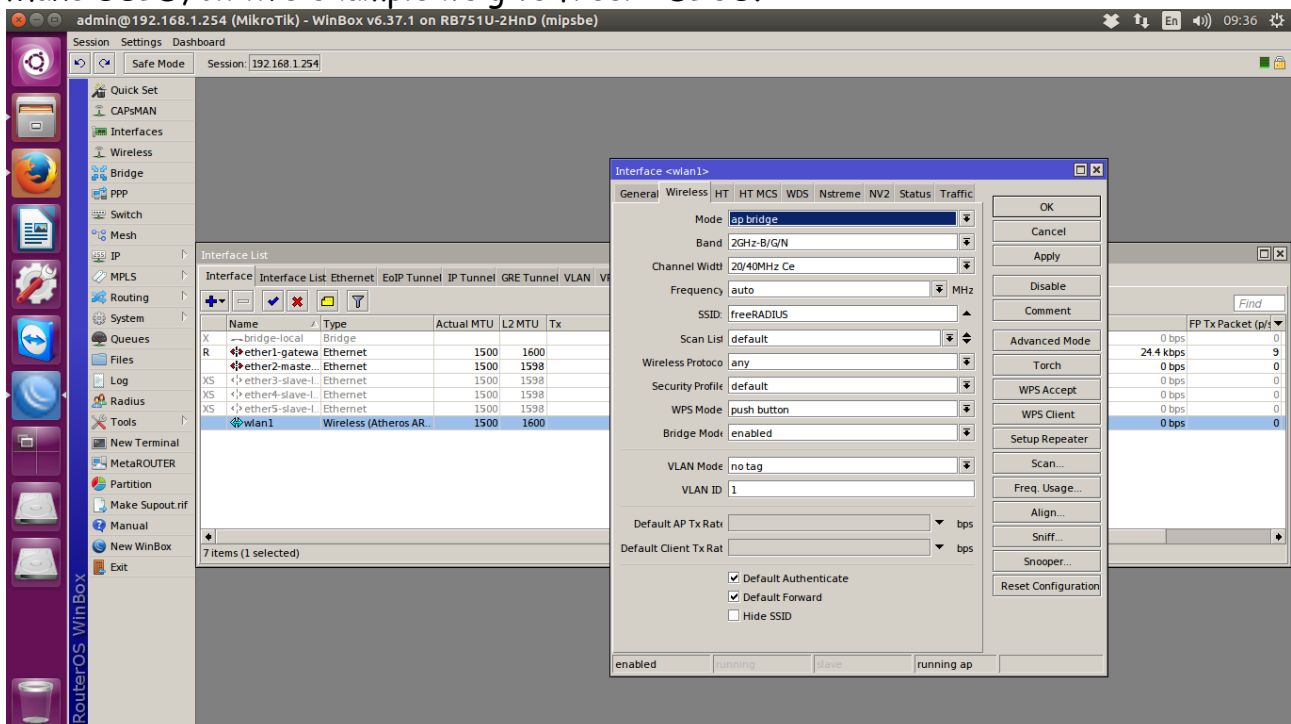 admin@192.168.1.254 (MikroTik) - WinBox v6.37.1 on RB751U-2HnD (mipsbe)
En
09:36
Session Settings Dashboard
Safe Mode
Session: 192.168.1.254
Quick Set
CAPsMAN
Interfaces
Wireless
Bridge
PPP
Switch
Mesh
IP
MPLS
Routing
System
Queues
Files
Log
Radius
Tools
New Terminal
MetaROUTER
Partition
Make Supout.rif
Manual
New WinBox
Exit
RouterOS WinBox
Interface List
Interface Interface List Ethernet EoIP Tunnel IP Tunnel GRE Tunnel VLAN
Find
Name Type Actual MTU L2 MTU Tx FP Tx Packet (p/s
X bridge-local Bridge 0 bps 0
R ether1-gatewa Ethernet 1500 1600 24.4 kbps 9
ether2-maste... Ethernet 1500 1598 0 bps 0
XS ether3-slave-l... Ethernet 1500 1598 0 bps 0
XS ether4-slave-l... Ethernet 1500 1598 0 bps 0
XS ether5-slave-l... Ethernet 1500 1598 0 bps 0
wlan1 Wireless (Atheros AR... 1500 1600 0 bps 0
7 items (1 selected)
Interface <wlan1>
General Wireless HT HT MCS WDS Nstreme NV2 Status Traffic
Mode ap bridge
Band 2GHz-B/G/N
Channel Widtl 20/40MHz Ce
Frequency auto MHz
SSID: freeRADIUS
Scan List default
Wireless Protoco any
Security Profile default
WPS Mode push button
Bridge Mode enabled
VLAN Mode no tag
VLAN ID 1
Default AP Tx Rate bps
Default Client Tx Rat bps
Default Authenticate
Default Forward
Hide SSID
enabled running slave running ap
OK
Cancel
Apply
Disable
Comment
Advanced Mode
Torch
WPS Accept
WPS Client
Setup Repeater
Scan...
Freq. Usage...
Align...
Sniff...
Snooper...
Reset Configuration